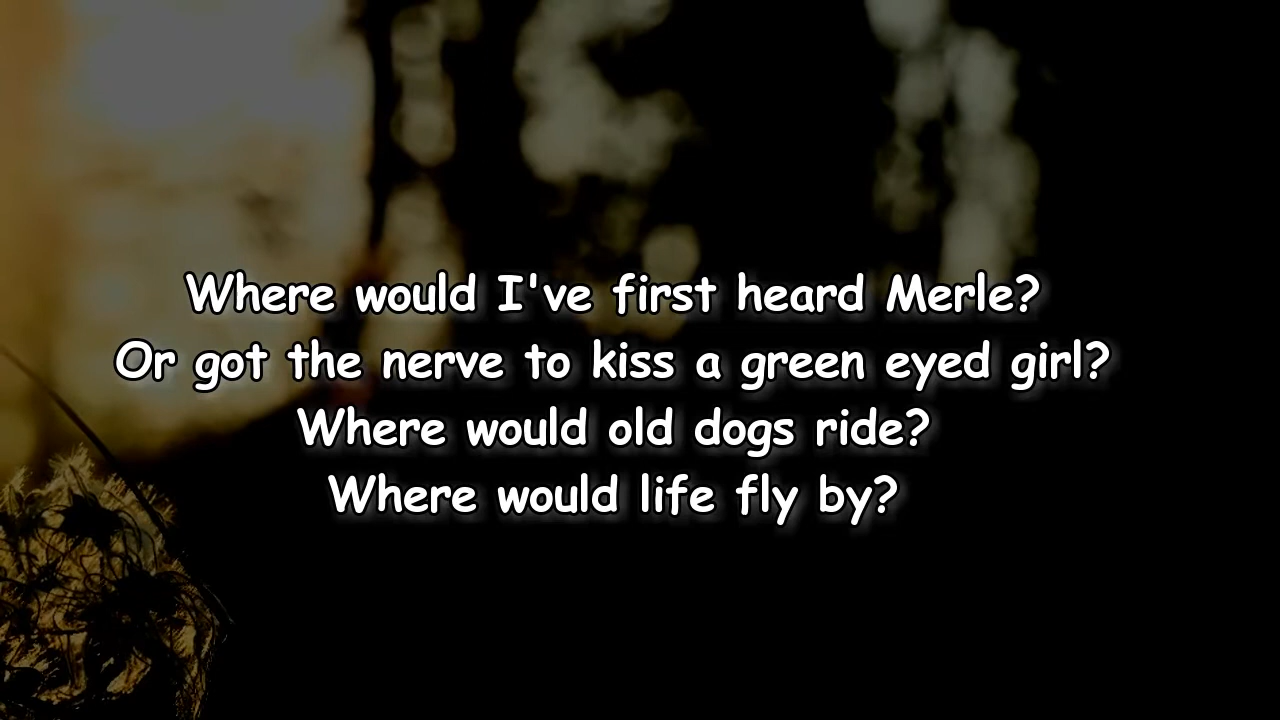 Where would I've first heard Merle?
Or got the nerve to kiss a green eyed girl?
Where would old dogs ride?
Where would life fly by?